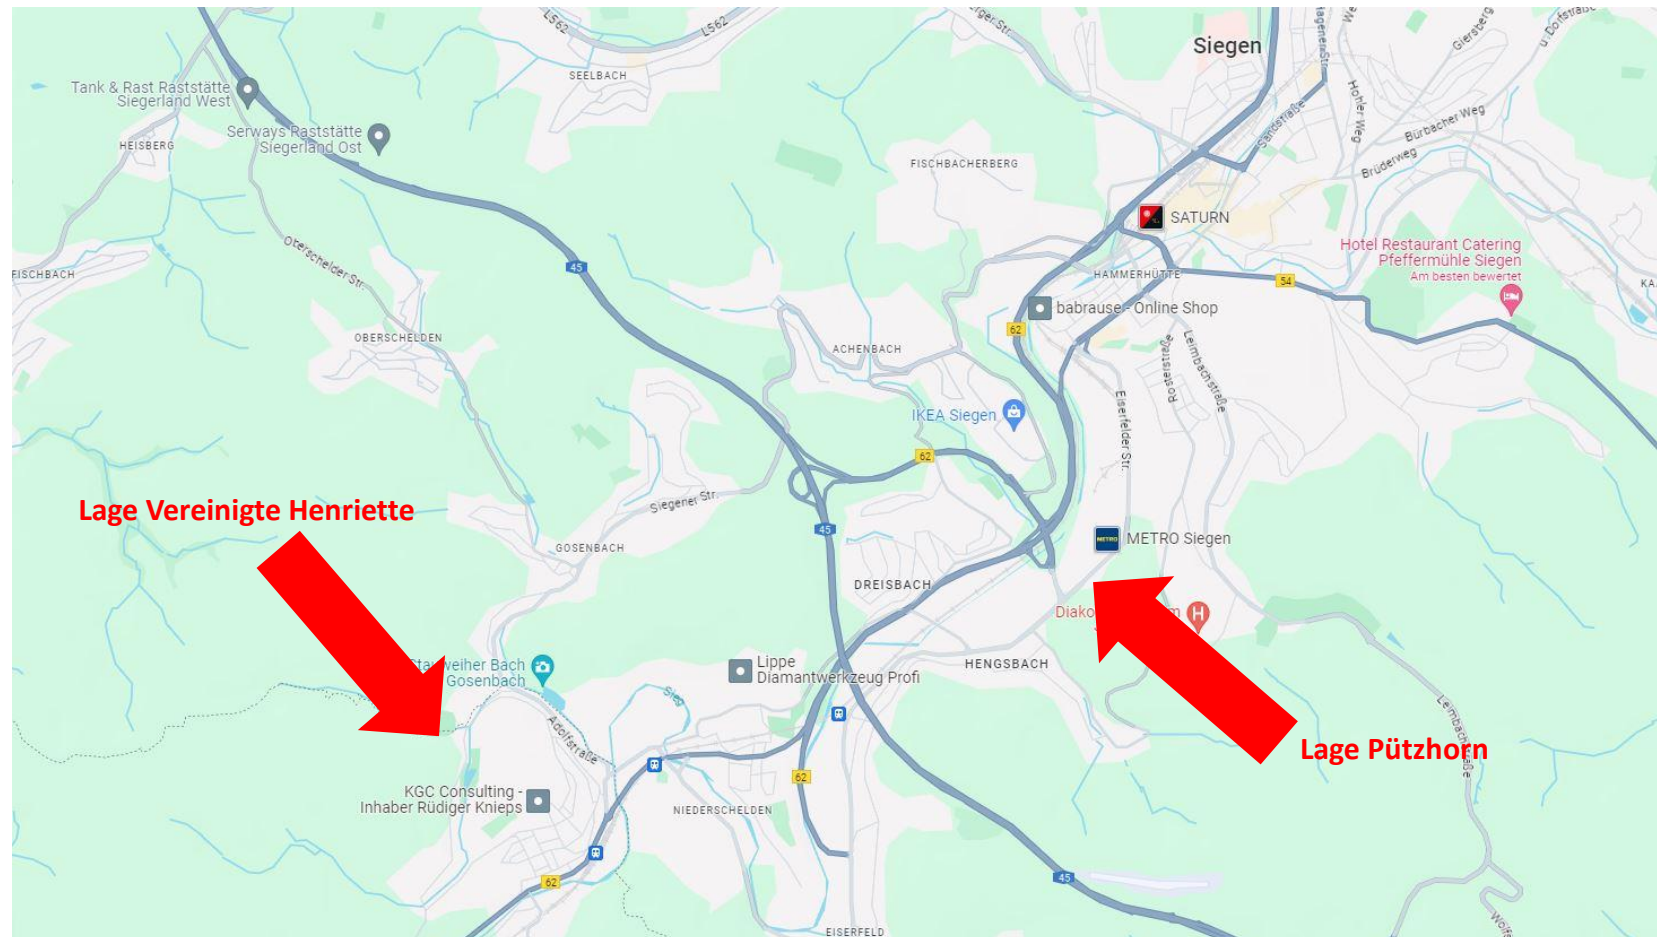 L562
L562
Siegen
Hohler Weg
Giersberg
SEELBACH
Tank & Rast Raststätte
Siegerland West
HEISBERG
Serways Raststätte
Siegerland Ost
FISCHBACHERBERG
Sandstraße
Bürbacher Weg
Brüderweg
SATURN
Oberschelder Str.
FISCHBACH
45
HAMMERHÜTTE
54
Hotel Restaurant Catering
Pfeffermühle Siegen
Am besten bewertet
babrause - Online Shop
62
OBERSCHELDEN
ACHENBACH
Leimbachstraße
IKEA Siegen
Eiserfelder Str.
62
Siegener Str.
Lage Vereinigte Henriette
45
GOSENBACH
METRO
METRO Siegen
DREISBACH
H
HENGSBACH
Gosenbach
Lippe
Diamantwerkzeug Profi
Sieg
Adolfstraße
Leimbachstraße
Lage Pützhorn
62
KGC Consulting -
Inhaber Rüdiger Knieps
NIEDERSCHELDEN
62
45
EISERFELD